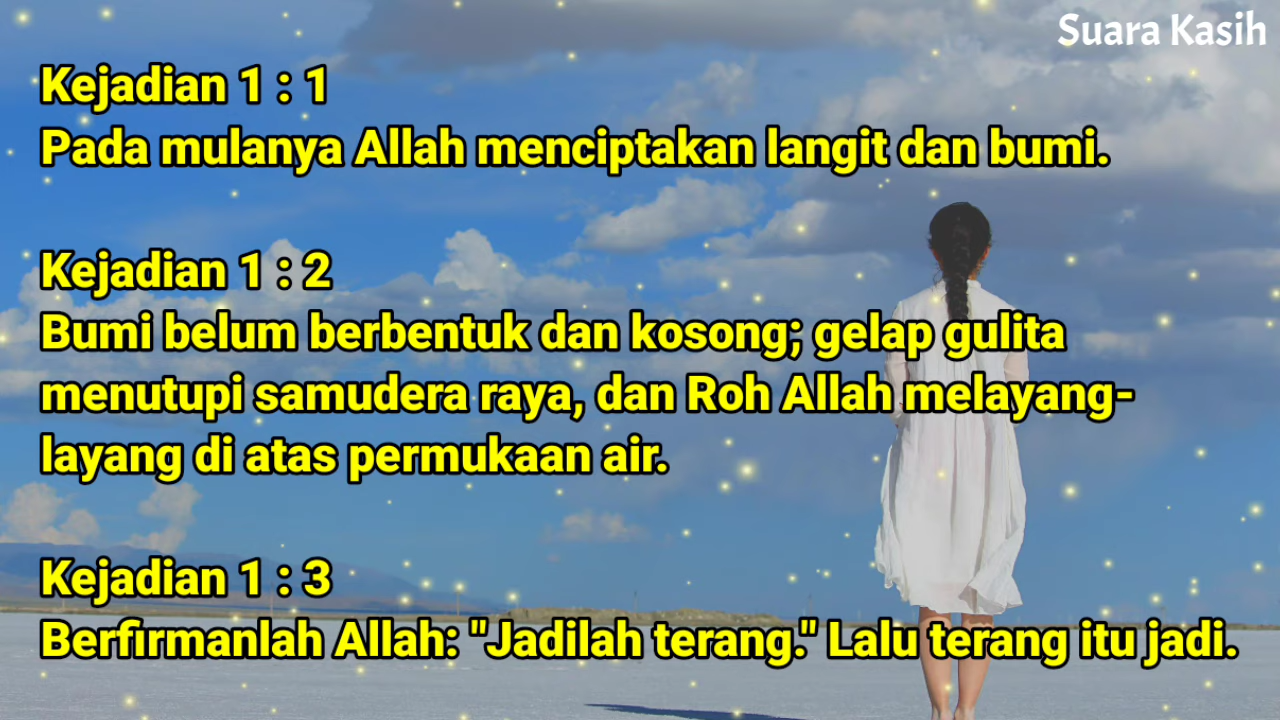 Suara Kasih
Kejadian 1 : 1
Pada mulanya Allah menciptakan langit dan bumi.
Kejadian 1 : 2
Bumi belum berbentuk dan kosong; gelap gulita
menutupi samudera raya, dan Roh Allah melayang-
layang di atas permukaan air.
Kejadian 1 : 3
Berfirmanlah Allah: "Jadilah terang." Lalu terang itu jadi.